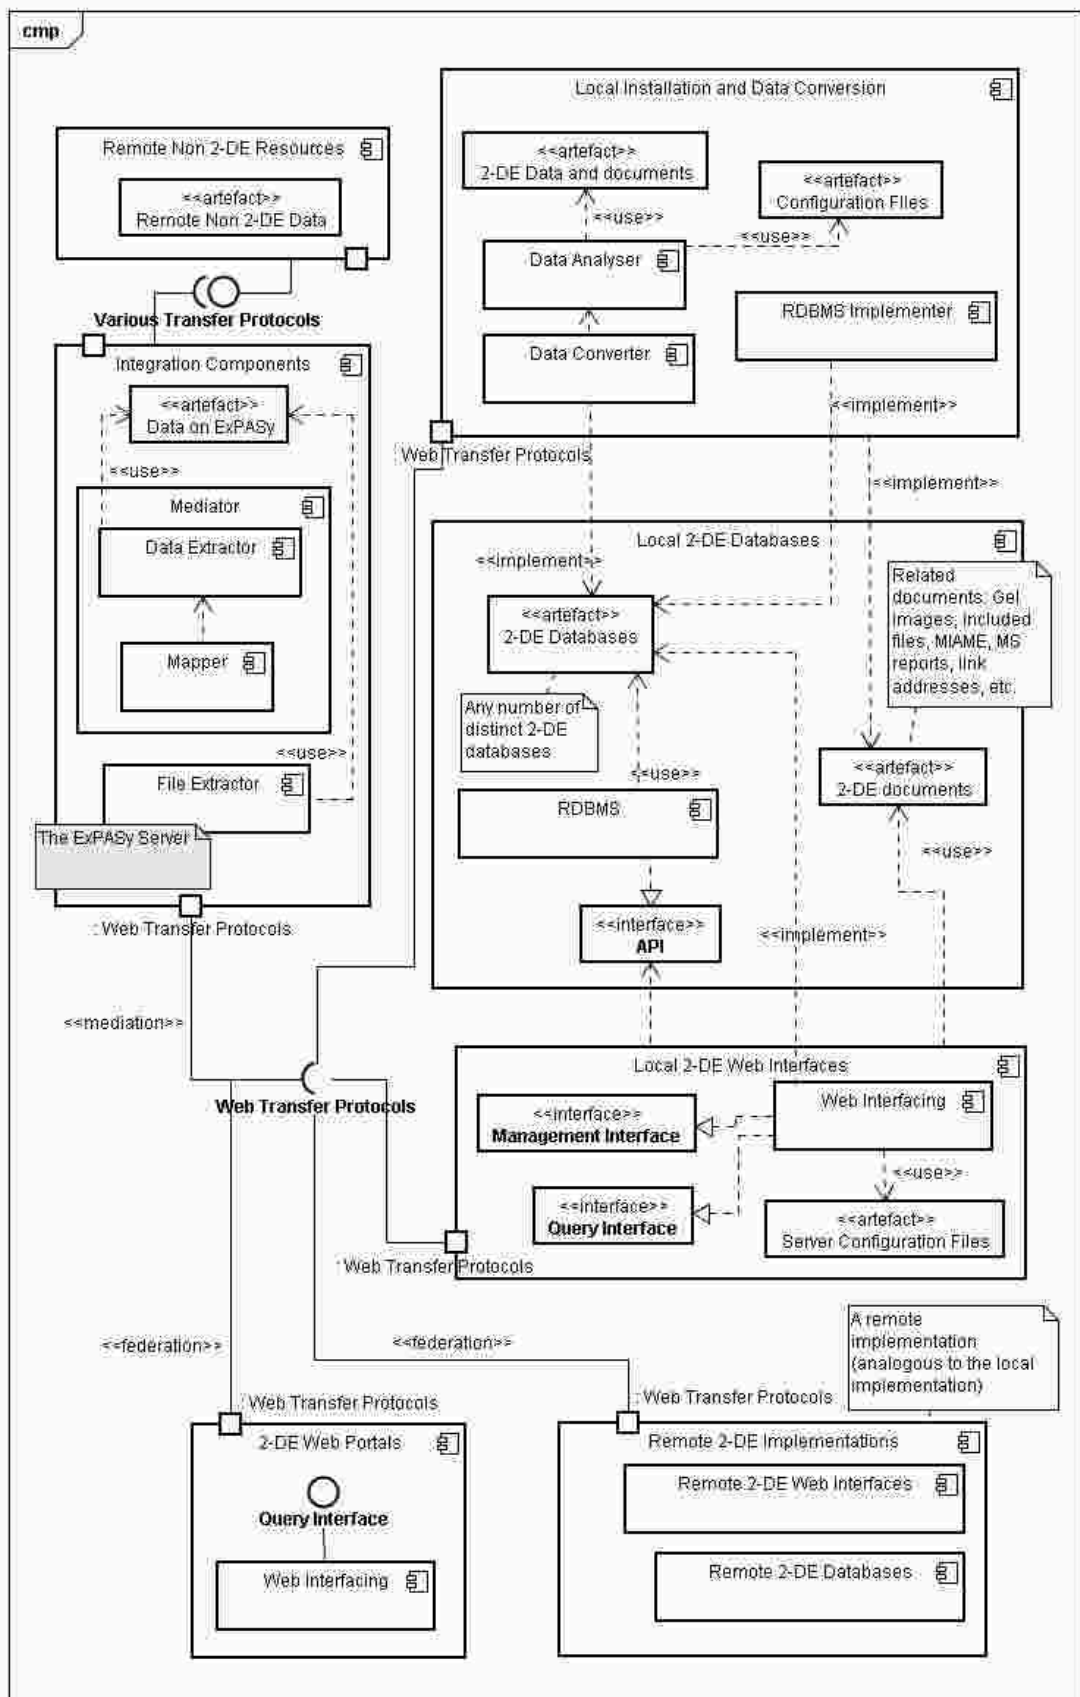 cmp
Local Installation and Data Conversion
<<artefact>>
2-DE Data and documents
<<artefact>>
Configuration Files
<<use>>
<<use>>
Data Analyser
RDBMS Implementer
Data Converter
<<implement>>
Web Transfer Protocols
<<implement>>
Remote Non 2-DE Resources
<<artefact>>
Remote Non 2-DE Data
Various Transfer Protocols
Integration Components
<<artefact>>
Data on ExPASy
<<use>>
Mediator
Data Extractor
Mapper
<<use>>
File Extractor
The ExPASy Server
: Web Transfer Protocols
Local 2-DE Databases
<<implement>>
<<artefact>>
2-DE Databases
Related
documents: Gel
images, included
files, MIAME, MS
reports, link
addresses, etc.
Any number of
distinct 2-DE
databases
<<use>>
<<artefact>>
2-DE documents
RDBMS
<<use>>
<<interface>>
API
<<implement>>
<<mediation>>
Web Transfer Protocols
Local 2-DE Web Interfaces
Web Interfacing
<<interface>>
Management Interface
<<use>>
<<interface>>
Query Interface
<<artefact>>
Server Configuration Files
: Web Transfer Protocols
<<federation>>
<<federation>>
A remote
implementation
(analogous to the local
implementation)
: Web Transfer Protocols
: Web Transfer Protocols
2-DE Web Portals
Query Interface
Web Interfacing
Remote 2-DE Implementations
Remote 2-DE Web Interfaces
Remote 2-DE Databases